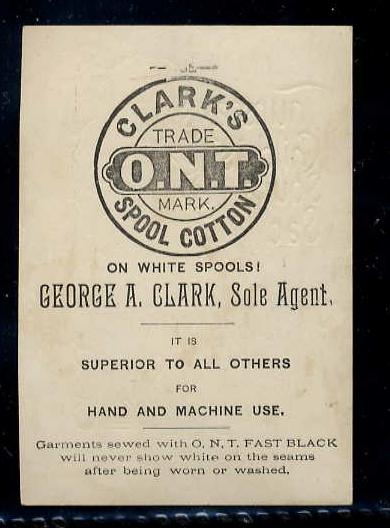 CLARK'S
TRADE
O.N.T.
MARK.
SPOOL COTTON
ON WHITE SPOOLS!
GEORGE A. CLARK, Sole Agent.
IT IS
SUPERIOR TO ALL OTHERS
FOR
HAND AND MACHINE USE.
Garments sewed with O. N. T. FAST BLACK
will never show white on the seams
after being worn or washed.